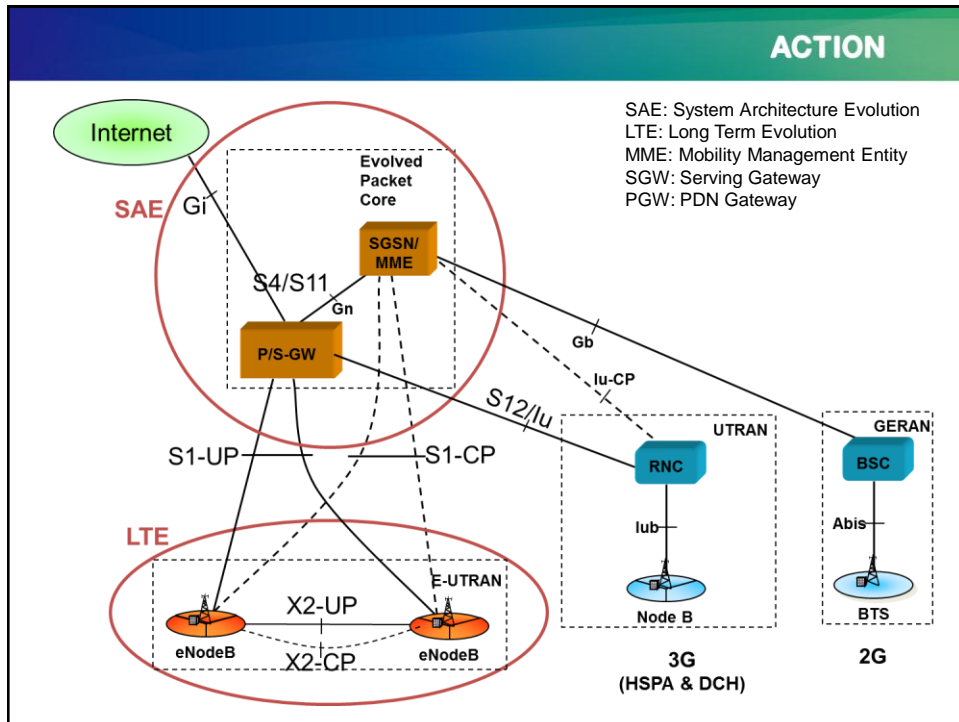 ACTION
SAE: System Architecture Evolution
LTE: Long Term Evolution
MME: Mobility Management Entity
SGW: Serving Gateway
PGW: PDN Gateway
Internet
Evolved
Packet
Core
Gi
SAE
SGSN/
MME
S4/S11
Gn
P/S-GW
Gb
Iu-CP
S12/Iu
UTRAN
GERAN
S1-UP
S1-CP
RNC
BSC
Iub
Abis
LTE
E-UTRAN
X2-UP
eNodeB
eNodeB
X2-CP
Node B
BTS
3G
(HSPA & DCH)
2G